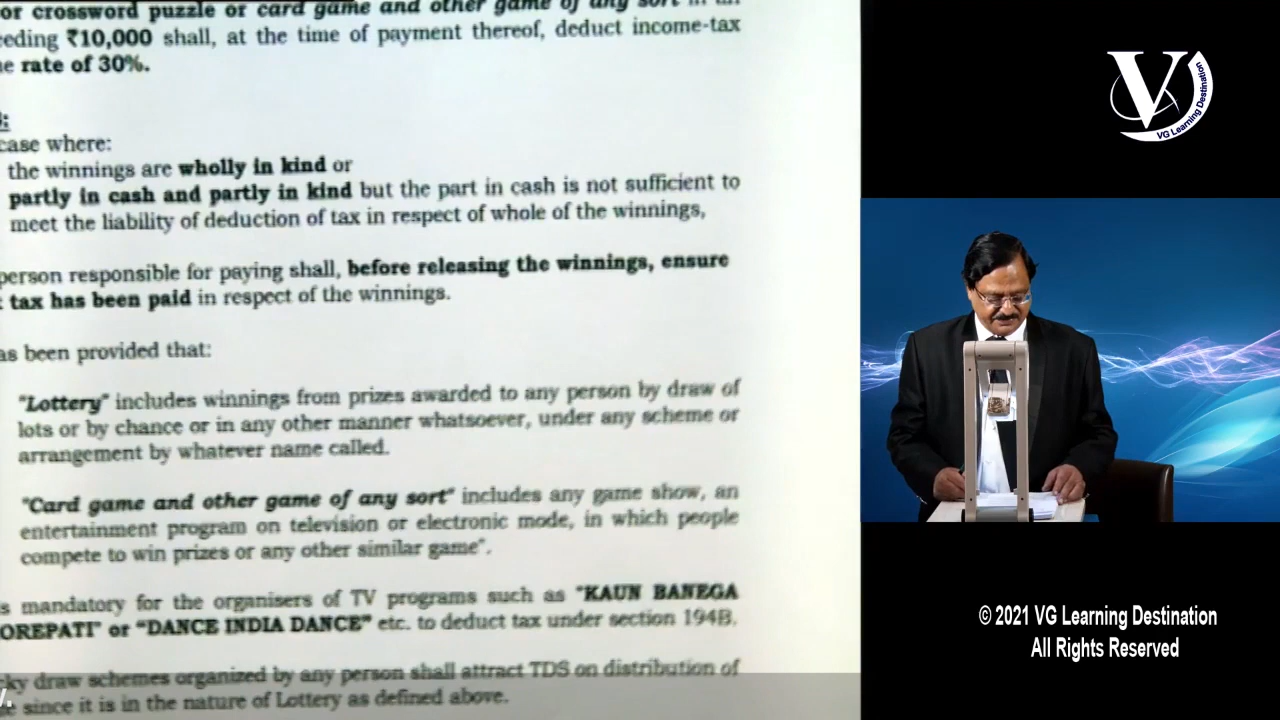 or crossword puzzle or card game and other game of any sort in an
ceeding ₹10,000 shall, at the time of payment thereof, deduct income-tax
e rate of 30%.
:
case where:
the winnings are wholly in kind or
partly in cash and partly in kind but the part in cash is not sufficient to
meet the liability of deduction of tax in respect of whole of the winnings,
person responsible for paying shall, before releasing the winnings, ensure
tax has been paid in respect of the winnings.
as been provided that:
"Lottery" includes winnings from prizes awarded to any person by draw of
lots or by chance or in any other manner whatsoever, under any scheme or
arrangement by whatever name called.
"Card game and other game of any sort" includes any game show, an
entertainment program on television or electronic mode, in which people
compete to win prizes or any other similar game".
s mandatory for the organisers of TV programs such as "KAUN BANEGA
OREPATI" or "DANCE INDIA DANCE" etc. to deduct tax under section 194B.
cky draw schemes organized by any person shall attract TDS on distribution of
e since it is in the nature of Lottery as defined above.
V
VG Learning Destination
© 2021 VG Learning Destination
All Rights Reserved